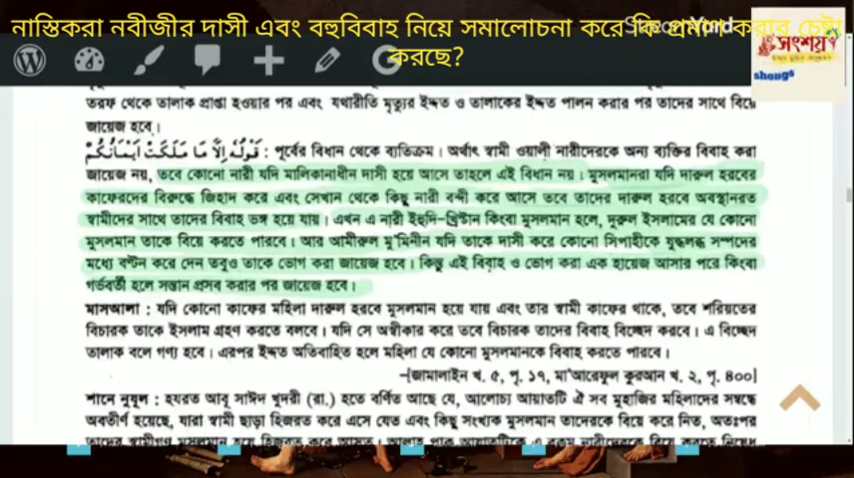 নাস্তিকরা নবীজীর দাসী এবং বহুবিবাহ নিয়ে সমালোচনা করে কি প্রমাণ করার চেষ্টা
করছে?
সংশয়
shongs
তরফ থেকে তালাক প্রাপ্তা হওয়ার পর এবং যথারীতি মৃত্যুর ইদ্দত ও তালাকের ইদ্দত পালন করার পর তাদের সাথে বিয়ে
জায়েজ হবে।
قَوْلُهُ إِلَّا مَا مَلَكَتْ أَيْمَانُكُمْ : পূর্বের বিধান থেকে ব্যতিক্রম। অর্থাৎ স্বামী ওয়ালী নারীদেরকে অন্য ব্যক্তির বিবাহ করা
জায়েজ নয়, তবে কোনো নারী যদি মালিকানাধীন দাসী হয়ে আসে তাহলে এই বিধান নয়। মুসলমানরা যদি দারুল হরবের
কাফেরদের বিরুদ্ধে জিহাদ করে এবং সেখান থেকে কিছু নারী বন্দী করে আসে তবে তাদের দারুল হরবে অবস্থানরত
স্বামীদের সাথে তাদের বিবাহ ভঙ্গ হয়ে যায়। এখন এ নারী ইহুদি-খ্রিস্টান কিংবা মুসলমান হলে, দুরুল ইসলামের যে কোনো
মুসলমান তাকে বিয়ে করতে পারবে। আর আমীরুল মু'মিনীন যদি তাকে দাসী করে কোনো সিপাহীকে যুদ্ধলব্ধ সম্পদের
মধ্যে বণ্টন করে দেন তবুও তাকে ভোগ করা জায়েজ হবে। কিন্তু এই বিবাহ ও ভোগ করা এক হায়েজ আসার পরে কিংবা
গর্ভবর্তী হলে সন্তান প্রসব করার পর জায়েজ হবে।
মাসআলা : যদি কোনো কাফের মহিলা দারুল হরবে মুসলমান হয়ে যায় এবং তার স্বামী কাফের থাকে, তবে শরিয়তের
বিচারক তাকে ইসলাম গ্রহণ করতে বলবে। যদি সে অস্বীকার করে তবে বিচারক তাদের বিবাহ বিচ্ছেদ করবে। এ বিচ্ছেদ
তালাক বলে গণ্য হবে। এরপর ইদ্দত অতিবাহিত হলে মহিলা যে কোনো মুসলমানকে বিবাহ করতে পারবে।
–[জামালাইন খ. ৫, পৃ. ১৭, মা'আরেফুল কুরআন খ. ২, পৃ. ৪০০]
শানে নুযূল : হযরত আবূ সাঈদ খুদরী (রা.) হতে বর্ণিত আছে যে, আলোচ্য আয়াতটি ঐ সব মুহাজির মহিলাদের সম্বন্ধে
অবতীর্ণ হয়েছে, যারা স্বামী ছাড়া হিজরত করে এসে যেত এবং কিছু সংখ্যক মুসলমান তাদেরকে বিয়ে করে নিত, অতঃপর